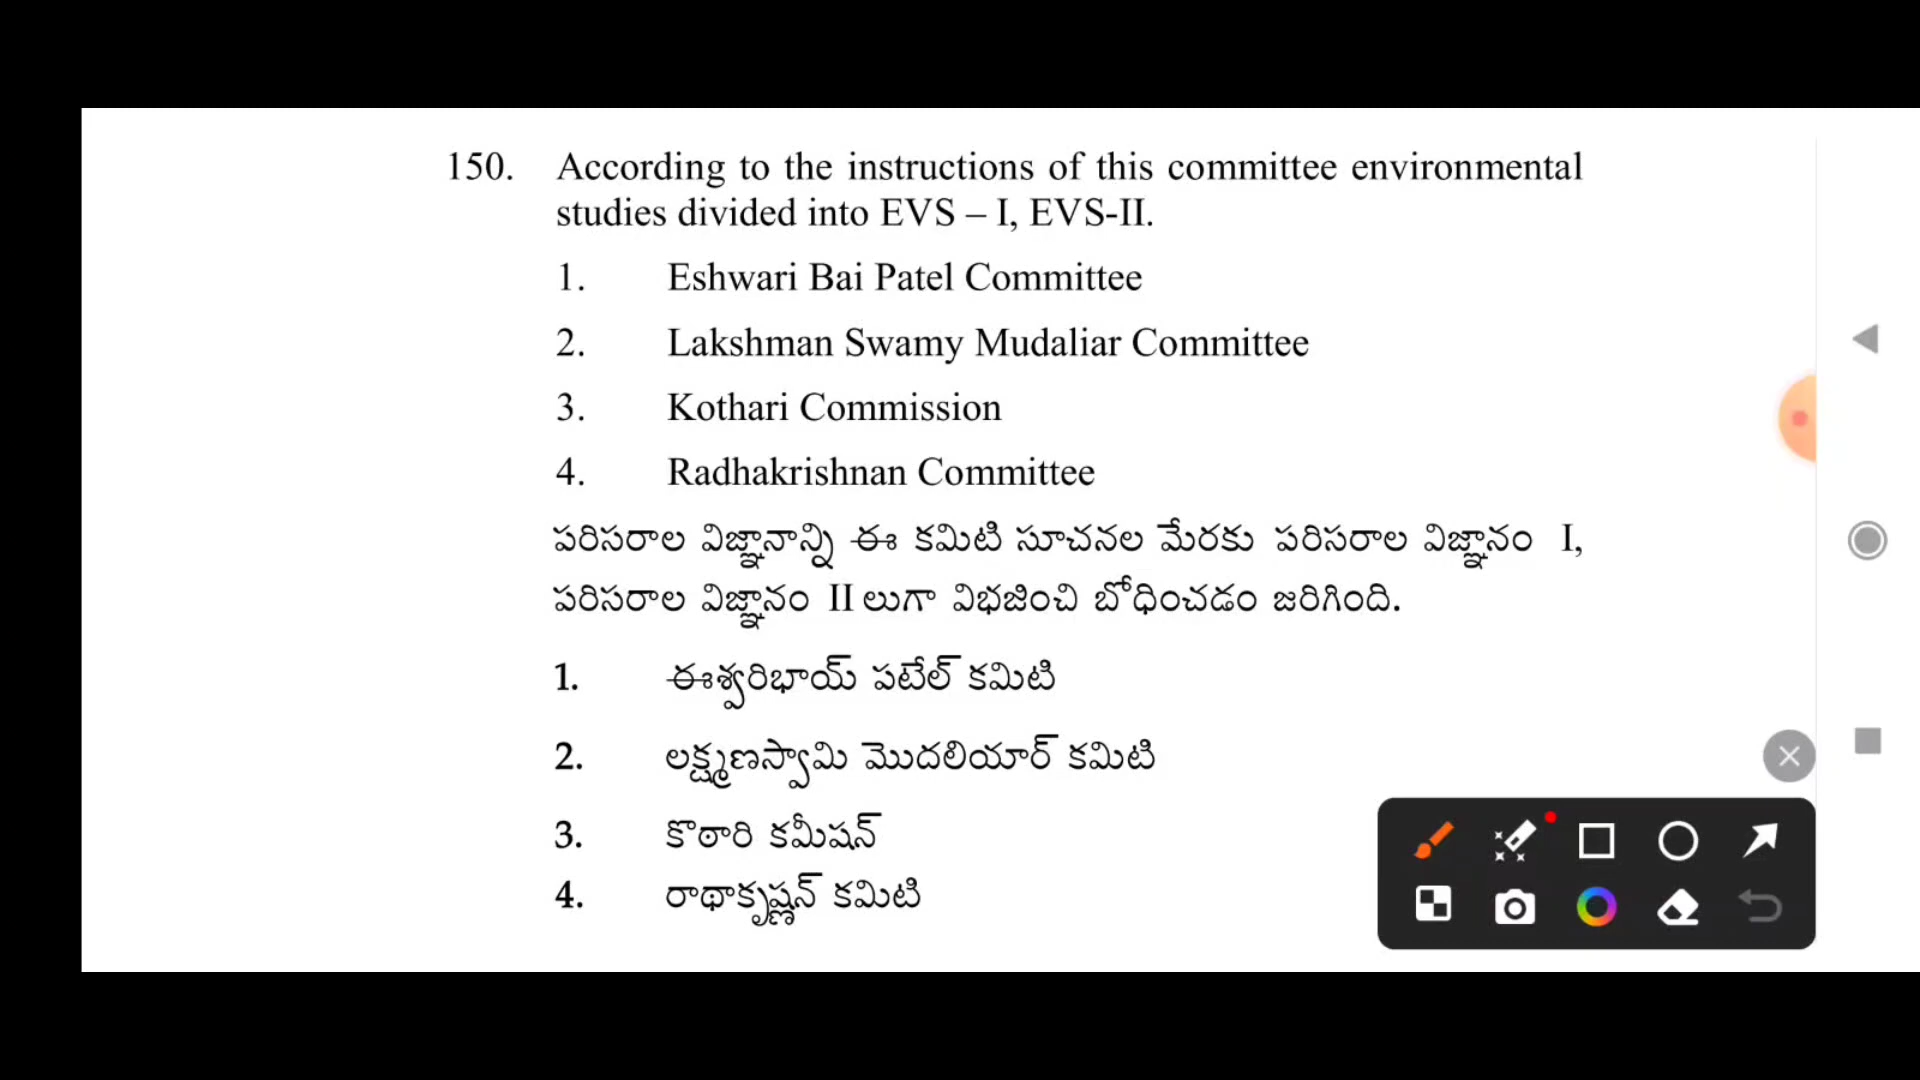 150. According to the instructions of this committee environmental
studies divided into EVS – I, EVS-II.
1. Eshwari Bai Patel Committee
2. Lakshman Swamy Mudaliar Committee
3. Kothari Commission
4. Radhakrishnan Committee
పరిసరాల విజ్ఞానాన్ని ఈ కమిటి సూచనల మేరకు పరిసరాల విజ్ఞానం I,
పరిసరాల విజ్ఞానం II లుగా విభజించి బోధించడం జరిగింది.
1. ఈశ్వరిభాయ్ పటేల్ కమిటి
2. లక్ష్మణస్వామి మొదలియార్ కమిటి
3. కొఠారి కమీషన్
4. రాథాకృష్ణన్ కమిటి